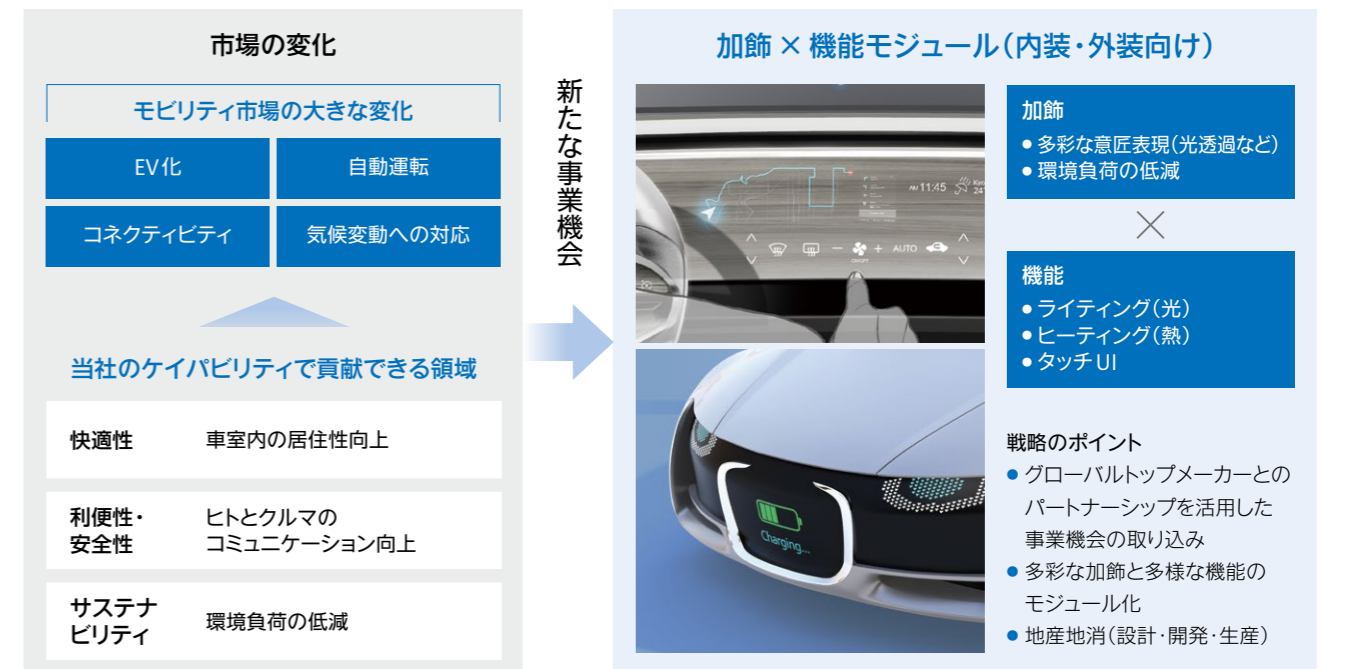 市場の変化
モビリティ市場の大きな変化
EV化
自動運転
コネクティビティ
気候変動への対応
当社のケイパビリティで貢献できる領域
快適性
車室内の居住性向上
利便性・
安全性
ヒトとクルマの
コミュニケーション向上
サステナ
ビリティ
環境負荷の低減
新たな事業機会
加飾 × 機能モジュール（内装・外装向け）
AM 11:45
24°
AUTO
ON/OFF
Charging...
加飾
● 多彩な意匠表現（光透過など）
● 環境負荷の低減
×
機能
● ライティング（光）
● ヒーティング（熱）
● タッチUI
戦略のポイント
● グローバルトップメーカーとの
パートナーシップを活用した
事業機会の取り込み
● 多彩な加飾と多様な機能の
モジュール化
● 地産地消（設計・開発・生産）